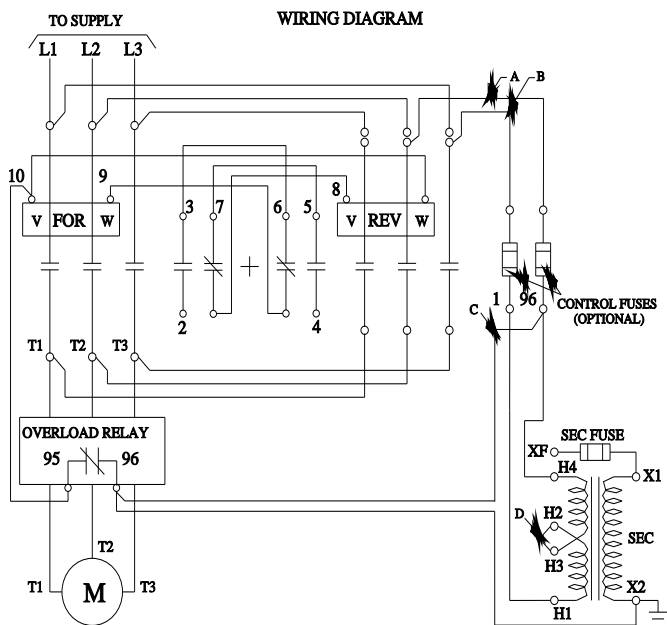 WIRING DIAGRAM
TO SUPPLY
L1 L2 L3
A B
10 9 3 7 6 5 8
V FOR W V REV W
1 96
CONTROL FUSES
(OPTIONAL)
C
2 4
T1 T2 T3
OVERLOAD RELAY
95 96
SEC FUSE
XF
H4 X1
D H2
SEC
H3
T2
T1 M T3
X2
H1